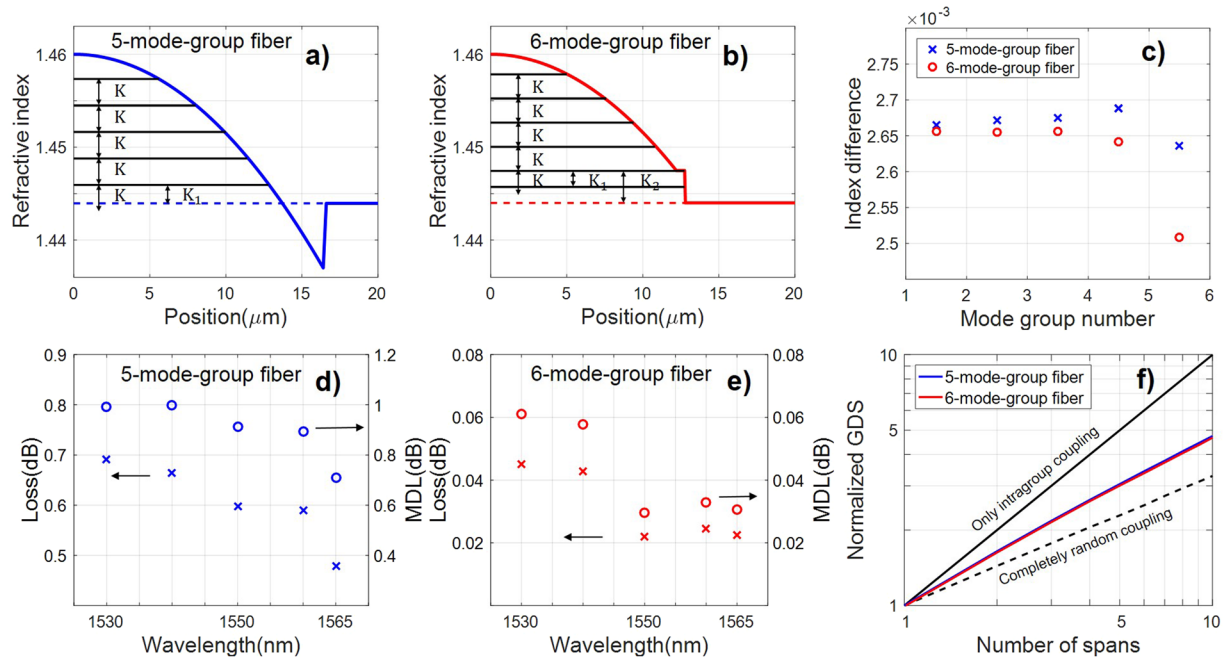 5-mode-group fiber
a)
Refractive index
1.46
1.45
1.44
K
K
K
K
K
K1
0
5
10
15
20
Position(μm)
6-mode-group fiber
b)
Refractive index
1.46
1.45
1.44
K
K
K
K
K
K1
K2
0
5
10
15
20
Position(μm)
×10⁻³
c)
5-mode-group fiber
6-mode-group fiber
Index difference
2.75
2.7
2.65
2.6
2.55
2.5
1
2
3
4
5
6
Mode group number
5-mode-group fiber
d)
Loss(dB)
0.9
0.8
0.7
0.6
0.5
1.2
1
0.8
0.6
0.4
0.2
MDL(dB)
1530
1550
1565
Wavelength(nm)
6-mode-group fiber
e)
Loss(dB)
0.08
0.06
0.04
0.02
0.08
0.06
0.04
0.02
0
MDL(dB)
1530
1550
1565
Wavelength(nm)
f)
5-mode-group fiber
6-mode-group fiber
Only intragroup coupling
Completely random coupling
Normalized GDS
10
5
1
1
5
10
Number of spans